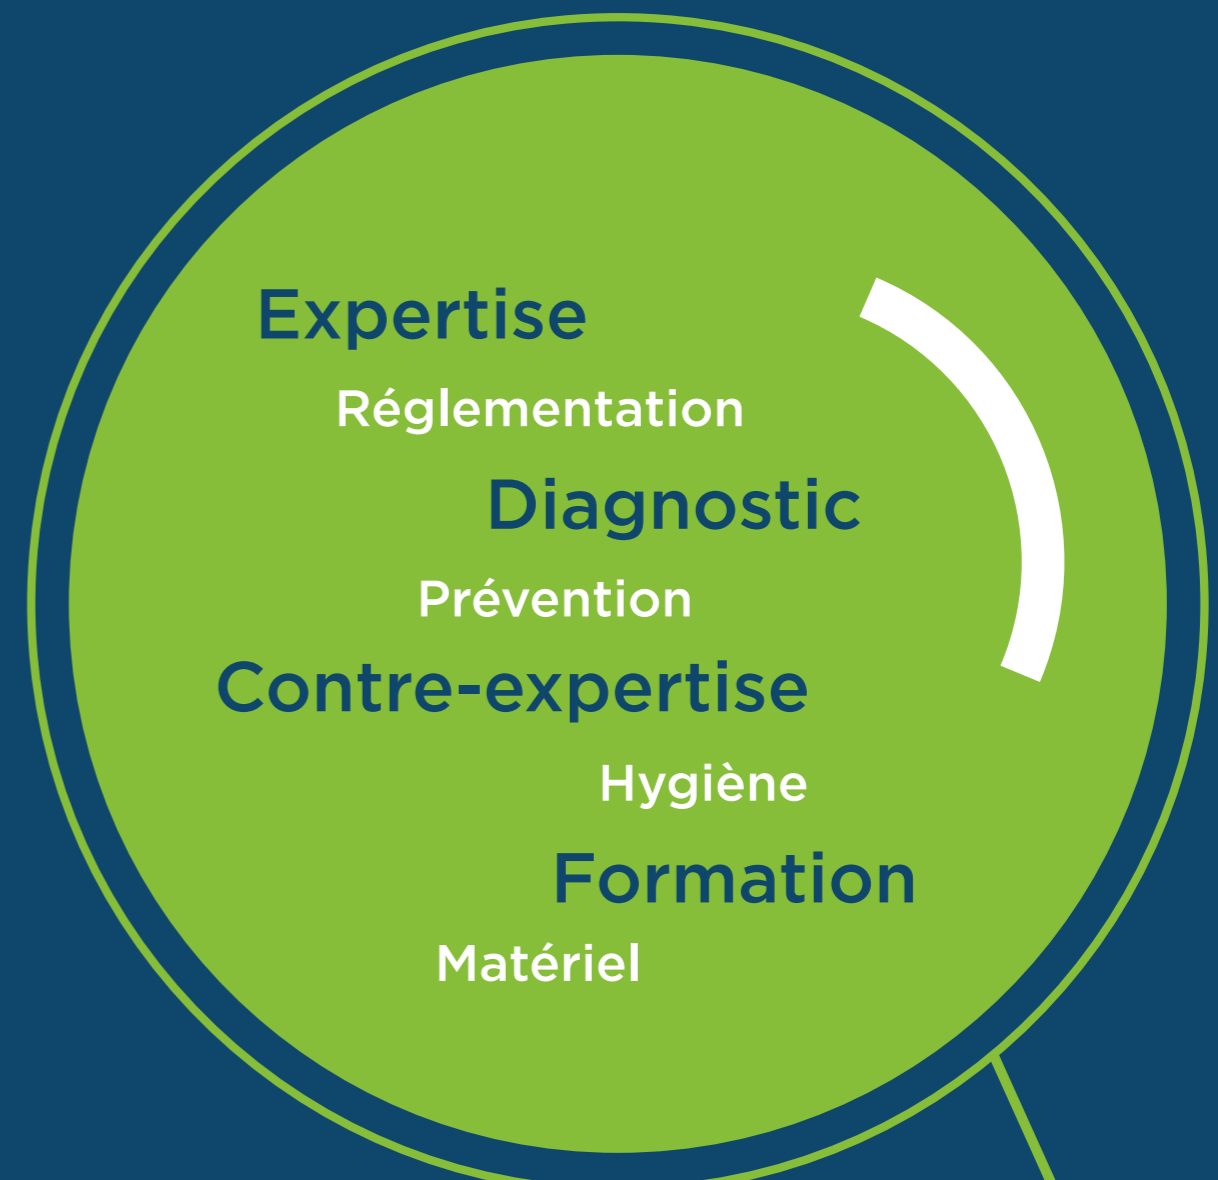 Expertise
Réglementation
Diagnostic
Prévention
Contre-expertise
Hygiène
Formation
Matériel